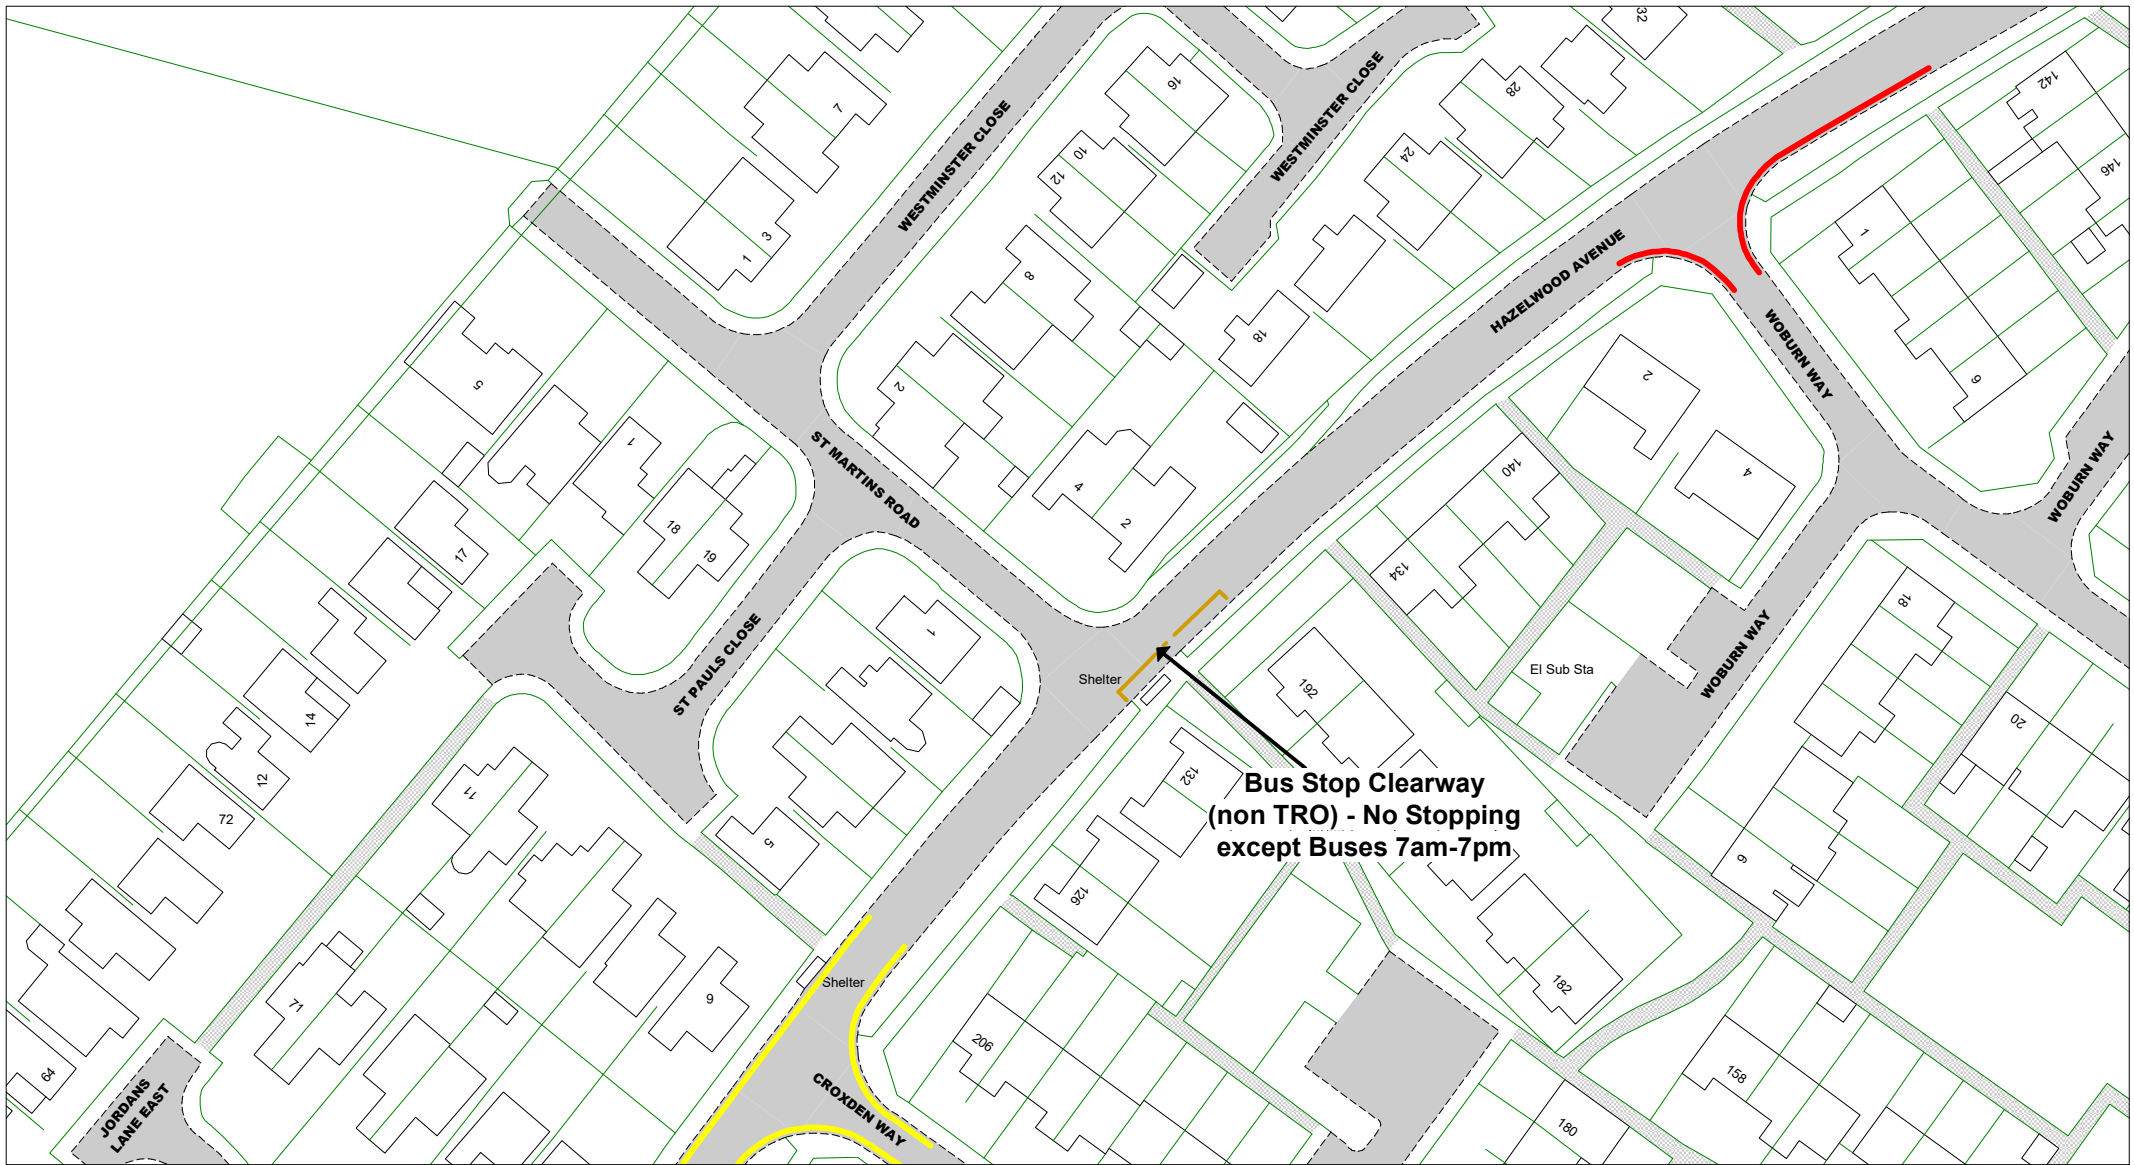 32
142
146
7
16
WESTMINSTER CLOSE
WESTMINSTER CLOSE
28
10
12
24
3
1
8
18
HAZELWOOD AVENUE
1
9
WOBURN WAY
2
4
WOBURN WAY
5
2
1
ST MARTINS ROAD
4
2
140
134
18
19
17
1
ST PAULS CLOSE
Shelter
192
El Sub Sta
WOBURN WAY
18
20
14
12
11
72
5
132
126
Bus Stop Clearway
(non TRO) - No Stopping
except Buses 7am-7pm
9
182
71
9
Shelter
206
158
180
64
JORDANS
LANE EAST
CROXDEN WAY